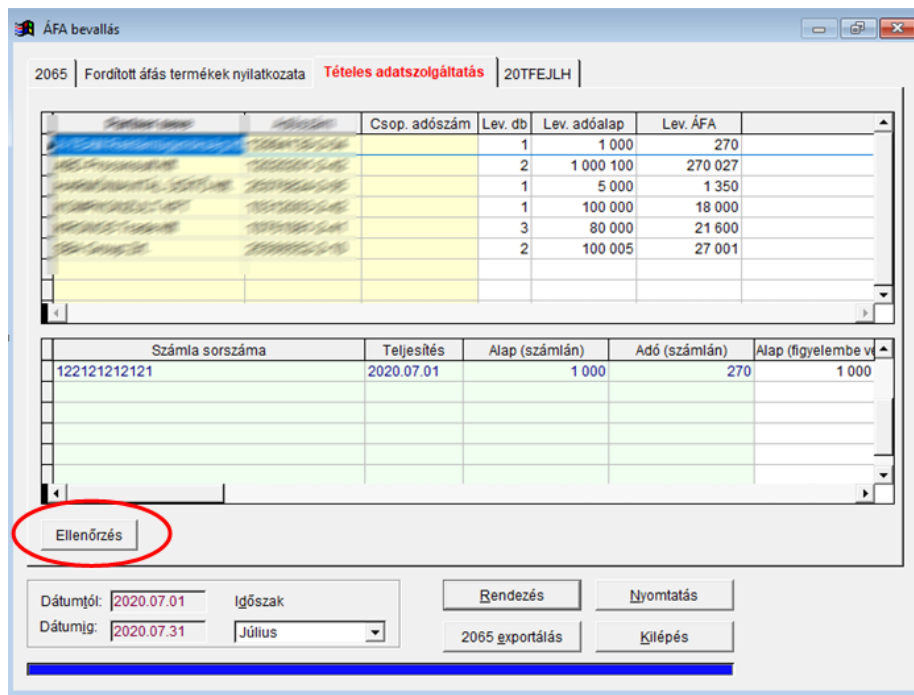 ÁFA bevallás
2065 Fordított áfás termékek nyilatkozata Tételes adatszolgáltatás 20TFEJLH
Csop. adószám Lev. db Lev. adóalap Lev. ÁFA
1 1 000 270
2 1 000 100 270 027
1 5 000 1 350
1 100 000 18 000
3 80 000 21 600
2 100 005 27 001
Számla sorszáma Teljesítés Alap (számlán) Adó (számlán) Alap (figyelembe
122121212121 2020.07.01 1 000 270 1 000
Ellenőrzés
Dátumtól: 2020.07.01 Időszak Rendezés Nyomtatás
Dátumig: 2020.07.31 Július 2065 exportálás Kilépés